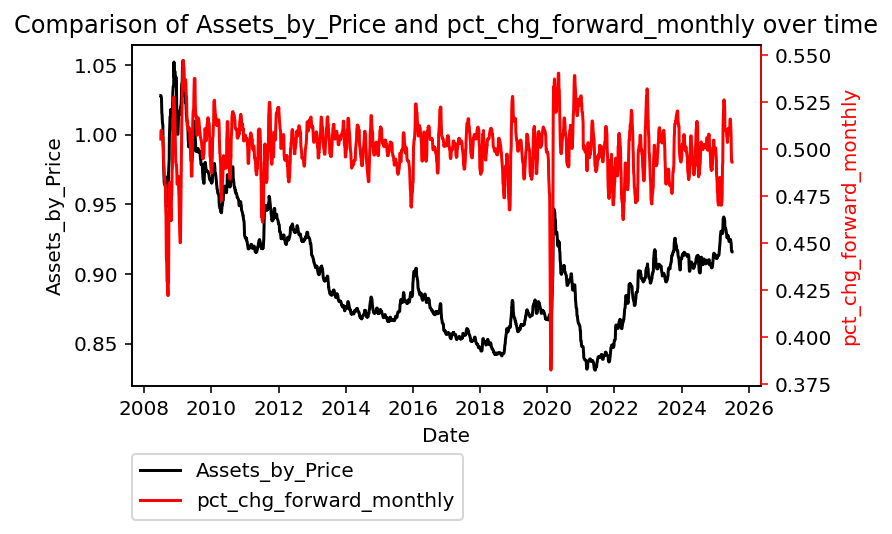 Comparison of Assets_by_Price and pct_chg_forward_monthly over time
1.05
1.00
0.95
0.90
0.85
Assets_by_Price
0.550
0.525
0.500
0.475
0.450
0.425
0.400
0.375
pct_chg_forward_monthly
2008 2010 2012 2014 2016 2018 2020 2022 2024 2026
Date
Assets_by_Price
pct_chg_forward_monthly